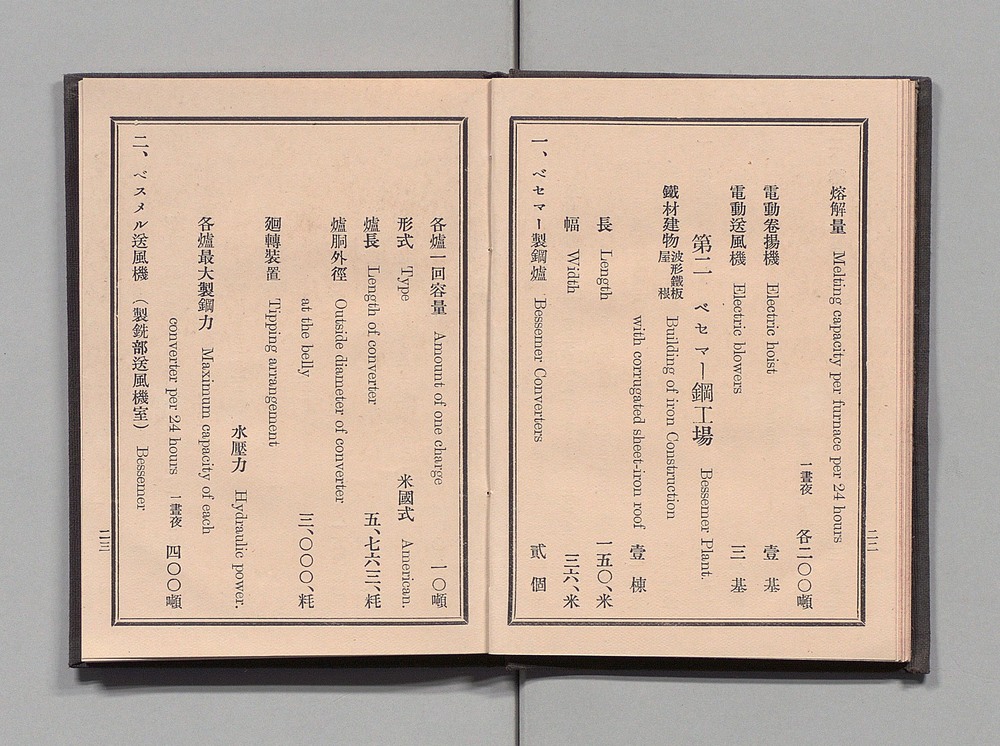 熔解量 Melting capacity per furnace per 24 hours
一晝夜 各二〇〇噸
電動卷揚機 Electric hoist 壹基
電動送風機 Electric blowers 三基
第二 ベセマー鋼工場 Bessemer Plant.
鐵材建物 波形鐵板屋根 Building of iron Construction
with corrugated sheet-iron roof 壹棟
長 Length 一五〇、米
幅 Width 三六、米
一、ベセマー製鋼爐 Bessemer Converters 貳個
二二
各爐一回容量 Amount of one charge 一〇噸
形式 Type 米國式 American.
爐長 Length of converter 五、七六三、粍
爐胴外徑 Outside diameter of converter
at the belly 三、〇〇〇、粍
廻轉裝置 Tipping arrangement
水壓力 Hydraulic power.
各爐最大製鋼力 Maximum capacity of each
converter per 24 hours 一晝夜 四〇〇噸
二、ベスメル送風機 （製銑部送風機室） Bessemer
二三